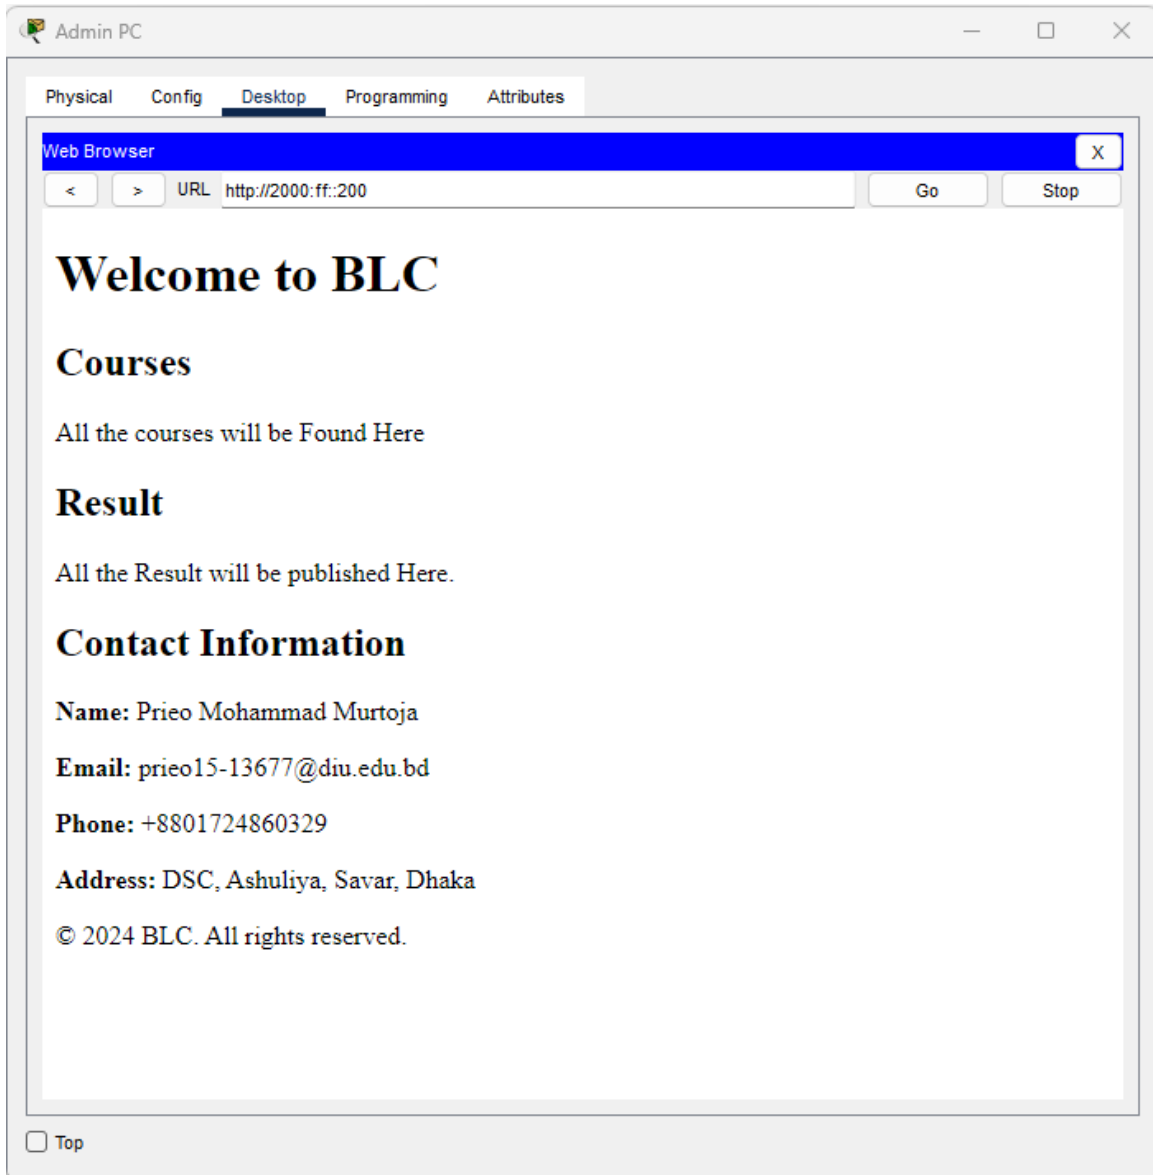 Admin PC
Physical Config Desktop Programming Attributes
Web Browser X
< > URL http://2000:ff::200 Go Stop
Welcome to BLC
Courses
All the courses will be Found Here
Result
All the Result will be published Here.
Contact Information
Name: Prieo Mohammad Murtoja
Email: prieo15-13677@diu.edu.bd
Phone: +8801724860329
Address: DSC, Ashuliya, Savar, Dhaka
© 2024 BLC. All rights reserved.
Top